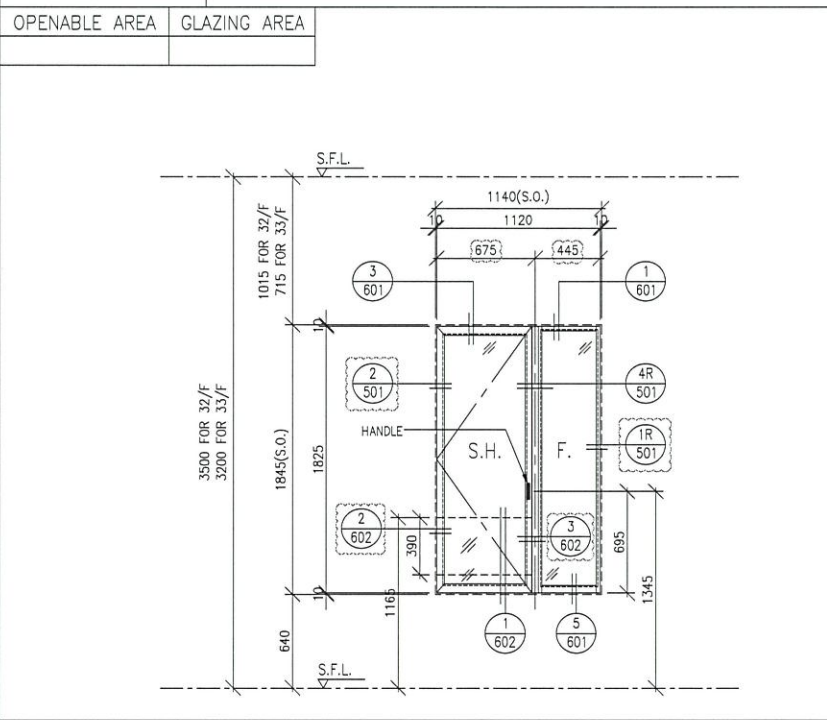 OPENABLE AREA GLAZING AREA
S.F.L.
1140(S.O.)
10 1120 10
675 445
1015 FOR 32/F
715 FOR 33/F
3
601
1
601
10
2
501
4R
501
HANDLE
S.H. F.
1R
501
3500 FOR 32/F
3200 FOR 33/F
1845(S.O.)
1825
2
602
3
602
390
695
1165
1345
10
1
602
5
601
640
S.F.L.